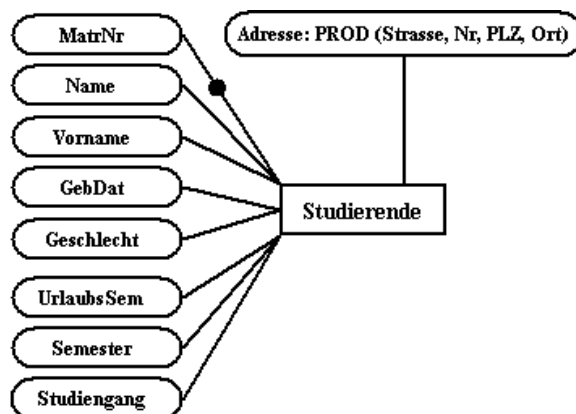 MatrNr
Adresse: PROD (Strasse, Nr, PLZ, Ort)
Name
Vorname
GebDat
Studierende
Geschlecht
UrlaubsSem
Semester
Studiengang